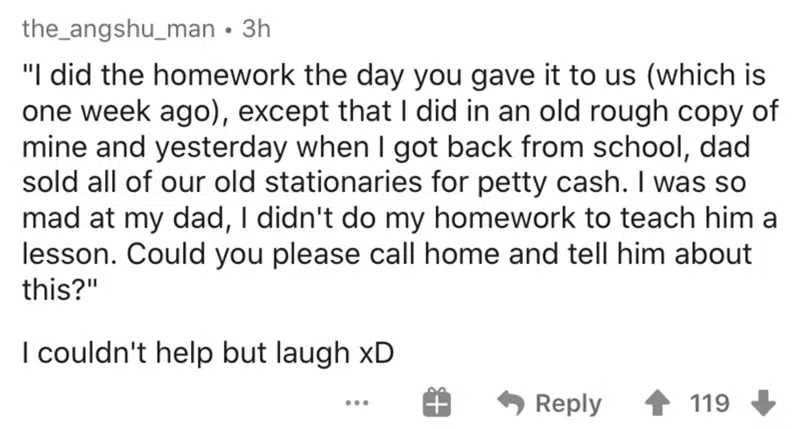 the_angshu_man • 3h
"I did the homework the day you gave it to us (which is
one week ago), except that I did in an old rough copy of
mine and yesterday when I got back from school, dad
sold all of our old stationaries for petty cash. I was so
mad at my dad, I didn't do my homework to teach him a
lesson. Could you please call home and tell him about
this?"
I couldn't help but laugh xD
... Reply 119